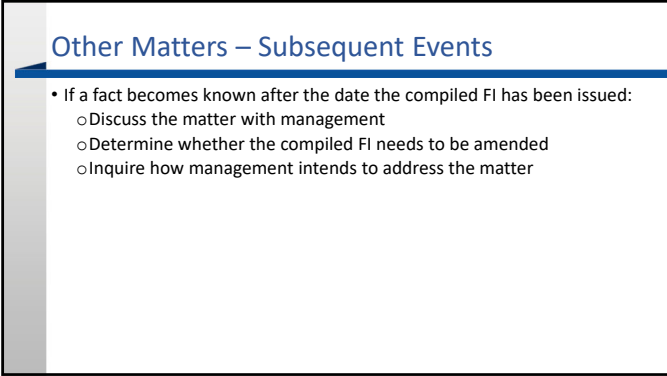 Other Matters – Subsequent Events
• If a fact becomes known after the date the compiled FI has been issued:
o Discuss the matter with management
o Determine whether the compiled FI needs to be amended
o Inquire how management intends to address the matter